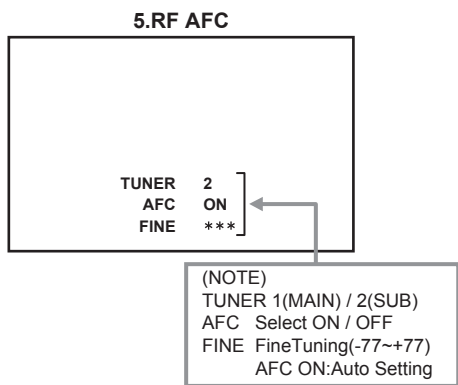 5.RF AFC
TUNER 2
AFC ON
FINE ***
(NOTE)
TUNER 1(MAIN) / 2(SUB)
AFC Select ON / OFF
FINE FineTuning(-77~+77)
AFC ON:Auto Setting